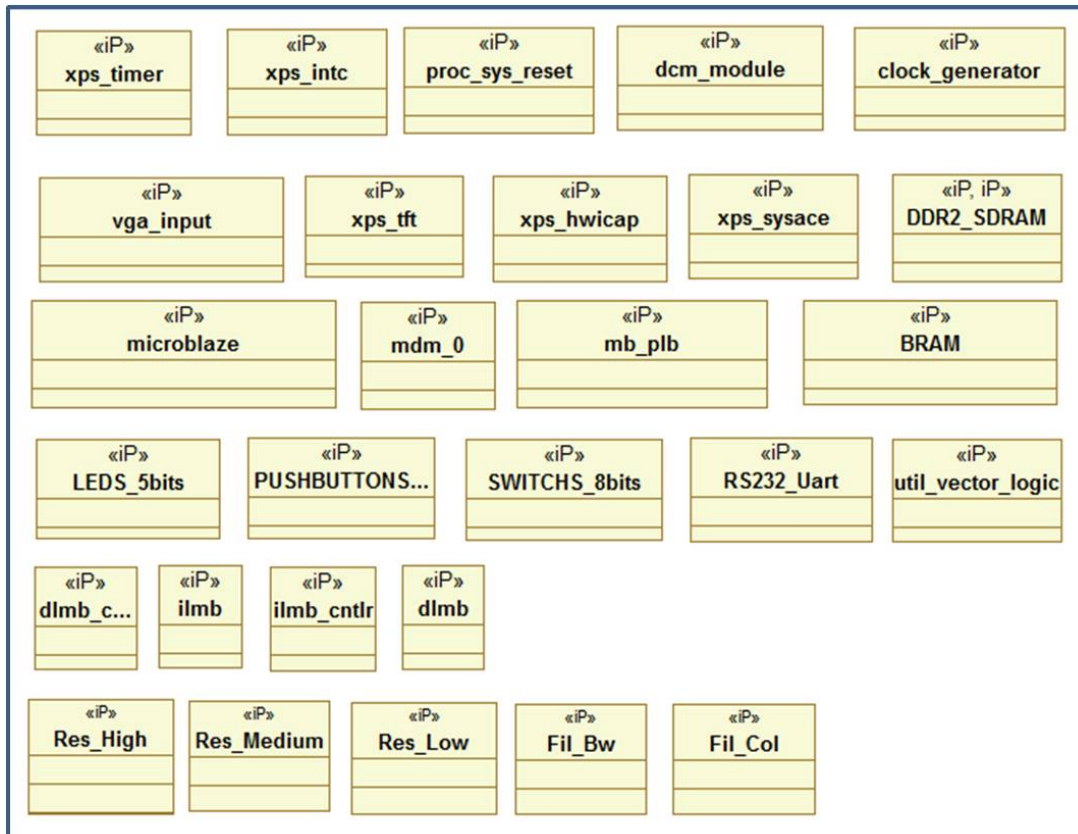 «iP» «iP» «iP» «iP» «iP»
xps_timer xps_intc proc_sys_reset dcm_module clock_generator
«iP» «iP» «iP» «iP» «iP, iP»
vga_input xps_tft xps_hwicap xps_sysace DDR2_SDRAM
«iP» «iP» «iP» «iP»
microblaze mdm_0 mb_plb BRAM
«iP» «iP» «iP» «iP» «iP»
LEDS_5bits PUSHBUTTONS... SWITCHS_8bits RS232_Uart util_vector_logic
«iP» «iP» «iP» «iP»
dlmb_c... ilmb ilmb_cntlr dlmb
«iP» «iP» «iP» «iP» «iP»
Res_High Res_Medium Res_Low Fil_Bw Fil_Col